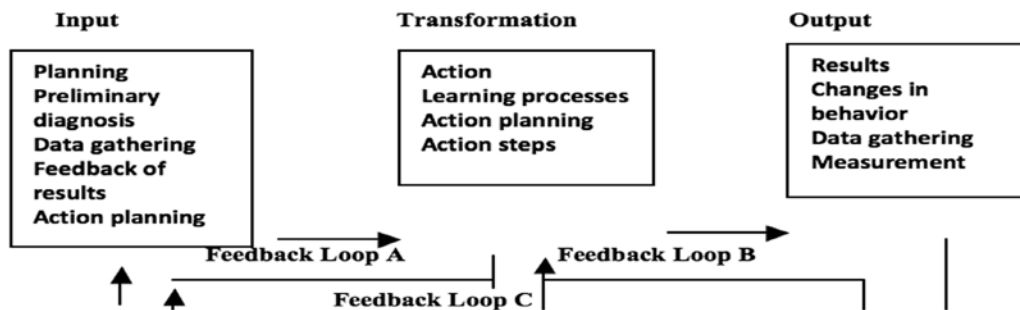 Input
Transformation
Output
Planning
Preliminary
diagnosis
Data gathering
Feedback of
results
Action planning
Action
Learning processes
Action planning
Action steps
Results
Changes in
behavior
Data gathering
Measurement
Feedback Loop A
Feedback Loop B
Feedback Loop C